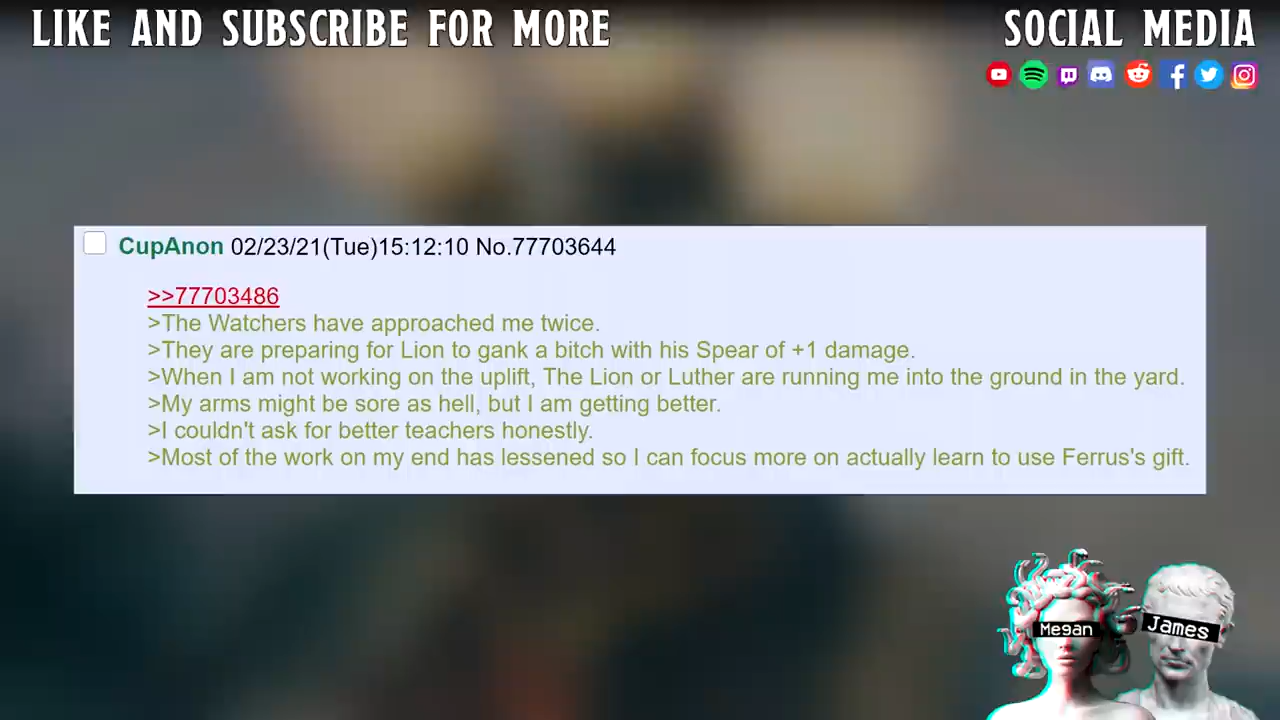 LIKE AND SUBSCRIBE FOR MORE
SOCIAL MEDIA
CupAnon 02/23/21(Tue)15:12:10 No.77703644
>>77703486
>The Watchers have approached me twice.
>They are preparing for Lion to gank a bitch with his Spear of +1 damage.
>When I am not working on the uplift, The Lion or Luther are running me into the ground in the yard.
>My arms might be sore as hell, but I am getting better.
>I couldn't ask for better teachers honestly.
>Most of the work on my end has lessened so I can focus more on actually learn to use Ferrus's gift.
Megan
James